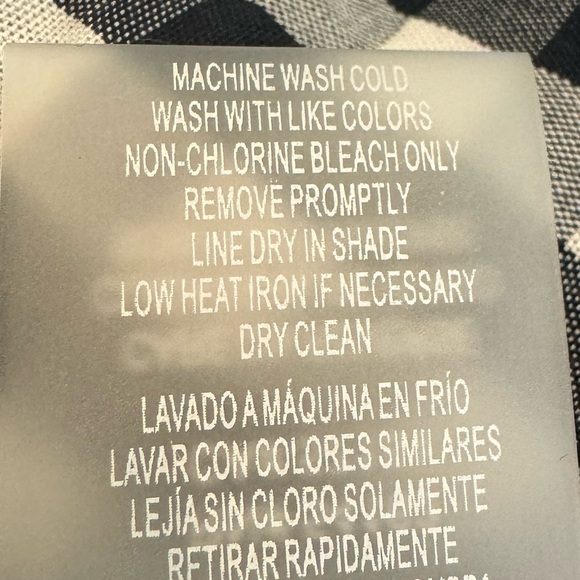 MACHINE WASH COLD
WASH WITH LIKE COLORS
NON-CHLORINE BLEACH ONLY
REMOVE PROMPTLY
LINE DRY IN SHADE
LOW HEAT IRON IF NECESSARY
DRY CLEAN
LAVADO A MÁQUINA EN FRÍO
LAVAR CON COLORES SIMILARES
LEJÍA SIN CLORO SOLAMENTE
RETIRAR RAPIDAMENTE